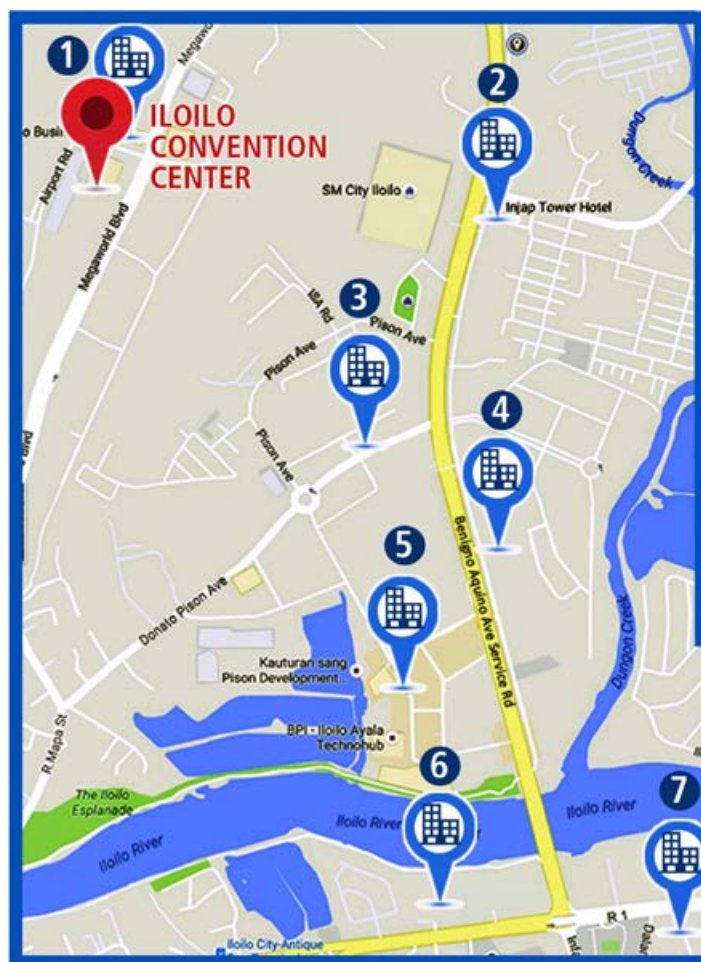 1
Megaworld
2
ILOILO
CONVENTION
CENTER
o Busi
Airport Rd
Megaworld Blvd
SM City Iloilo
Injap Tower Hotel
Dungon
Creek
3
ISA Rd
Pison Ave
Pison Ave
4
Pison Ave
Blvd
5
Benigno Aquino Ave Service Rd
Donato Pison Ave
Kauturan sang
Pison Development...
Dungon Creek
R.Mapa St.
BPI - Iloilo Ayala
Technohub
6
7
The Iloilo
Esplanade
Iloilo River
Iloilo River
Iloilo River
R 1
Iloilo City-Antique